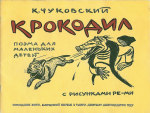 К. ЧУКОВСКИЙ
КРОКОДИЛ
ПОЭМА ДЛЯ
МАЛЕНЬКИХ
ДЕТЕЙ
С РИСУНКАМИ РЕ-МИ